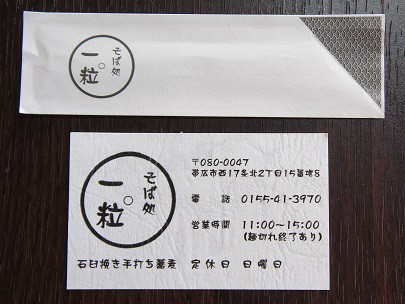 そば処
一粒。
そば処
一粒。
〒080-0047
帯広市西17条北2丁目15番地8
電話 0155-41-3970
営業時間 11:00～15:00
(麺切れ終了あり)
石臼挽き手打ち蕎麦 定休日 日曜日